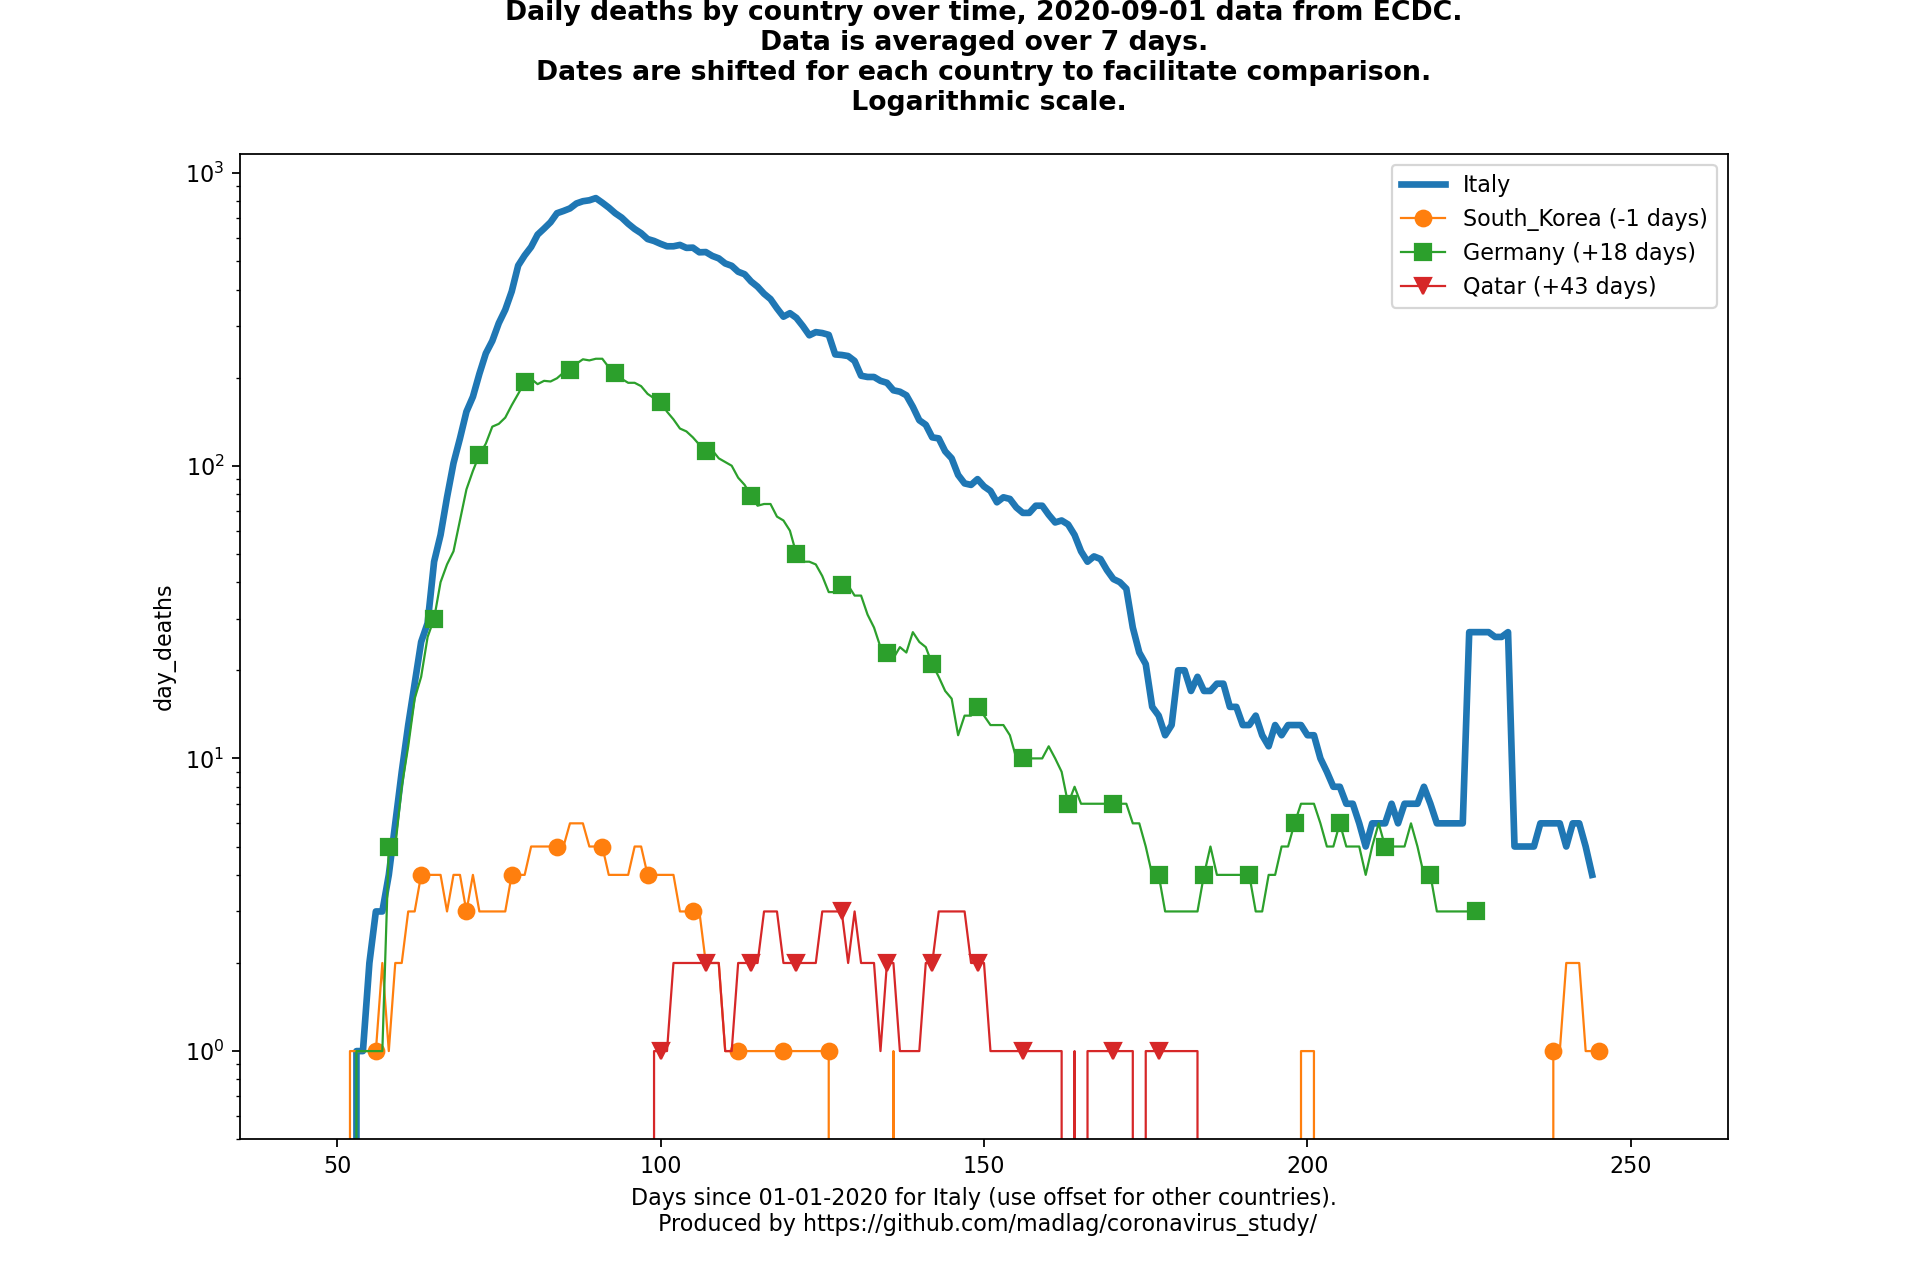 Daily deaths by country over time, 2020-09-01 data from ECDC.
Data is averaged over 7 days.
Dates are shifted for each country to facilitate comparison.
Logarithmic scale.
10³
10²
10¹
10⁰
day_deaths
Italy
South_Korea (-1 days)
Germany (+18 days)
Qatar (+43 days)
50 100 150 200 250
Days since 01-01-2020 for Italy (use offset for other countries).
Produced by https://github.com/madlag/coronavirus_study/